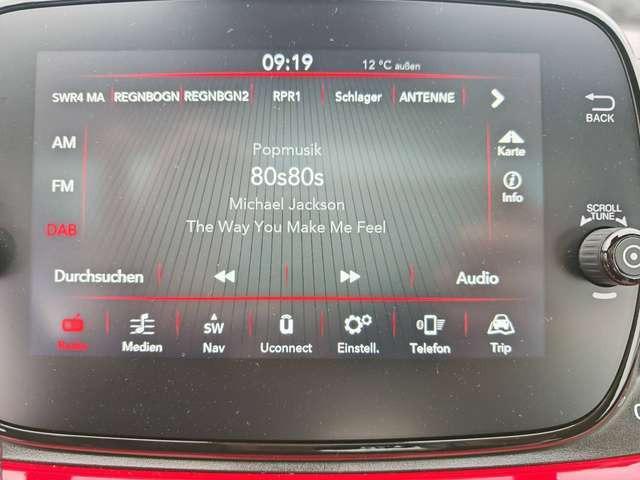 09:19 12 °C außen
SWR4 MA REGNBOGN REGNBGN2 RPR1 Schlager ANTENNE
BACK
AM
Karte
Popmusik
FM
80s80s
Info
Michael Jackson
SCROLL
TUNE
DAB
The Way You Make Me Feel
Durchsuchen Audio
Radio Medien SW Nav Uconnect Einstell. Telefon Trip